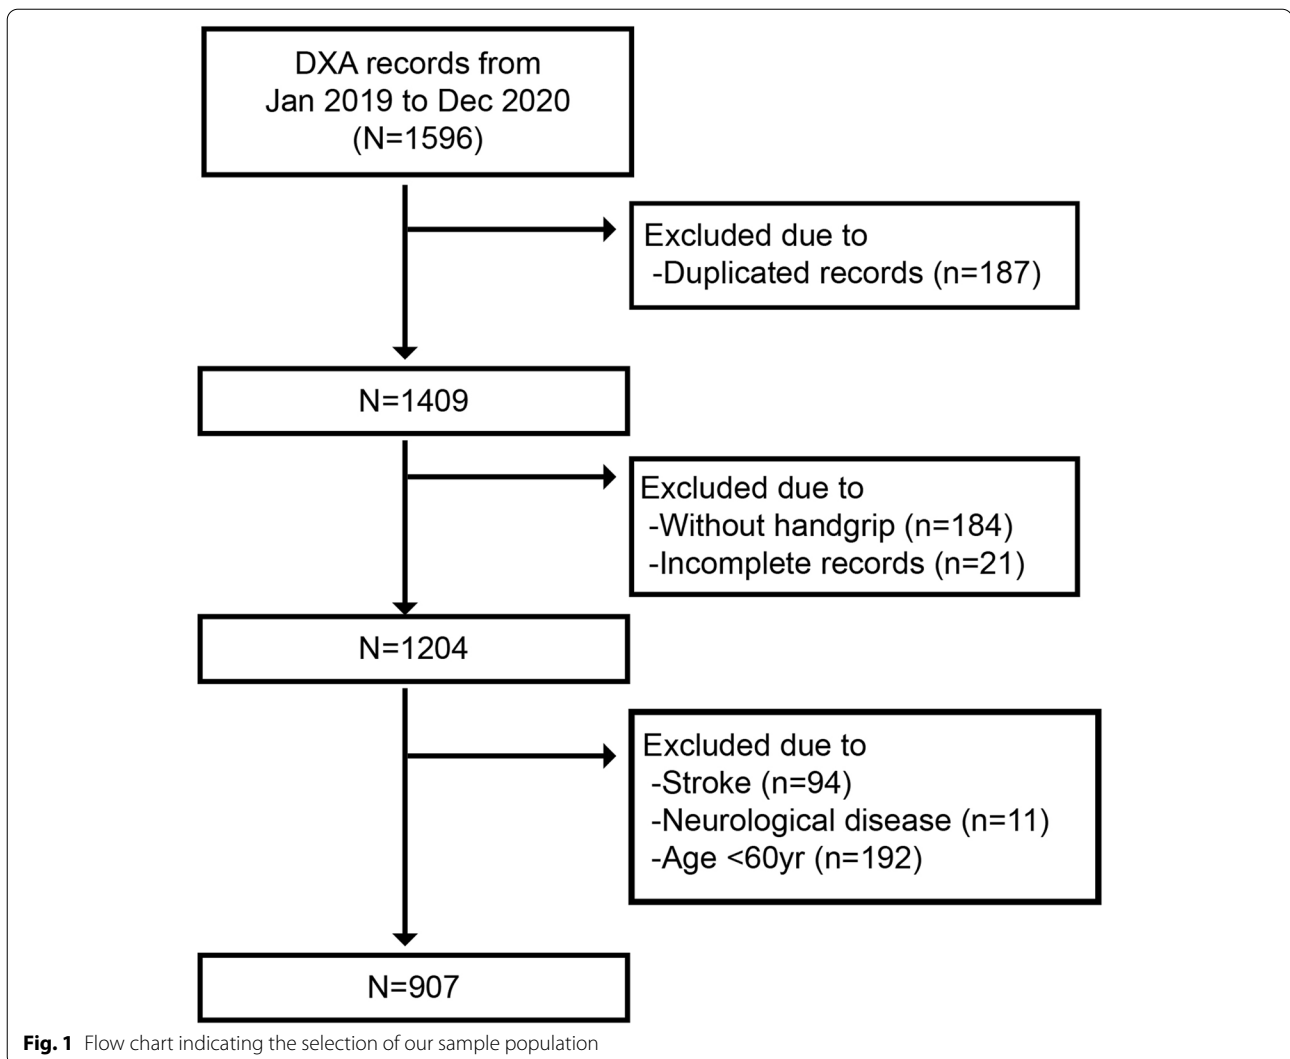 DXA records from
Jan 2019 to Dec 2020
(N=1596)
Excluded due to
-Duplicated records (n=187)
N=1409
Excluded due to
-Without handgrip (n=184)
-Incomplete records (n=21)
N=1204
Excluded due to
-Stroke (n=94)
-Neurological disease (n=11)
-Age <60yr (n=192)
N=907
Fig. 1 Flow chart indicating the selection of our sample population